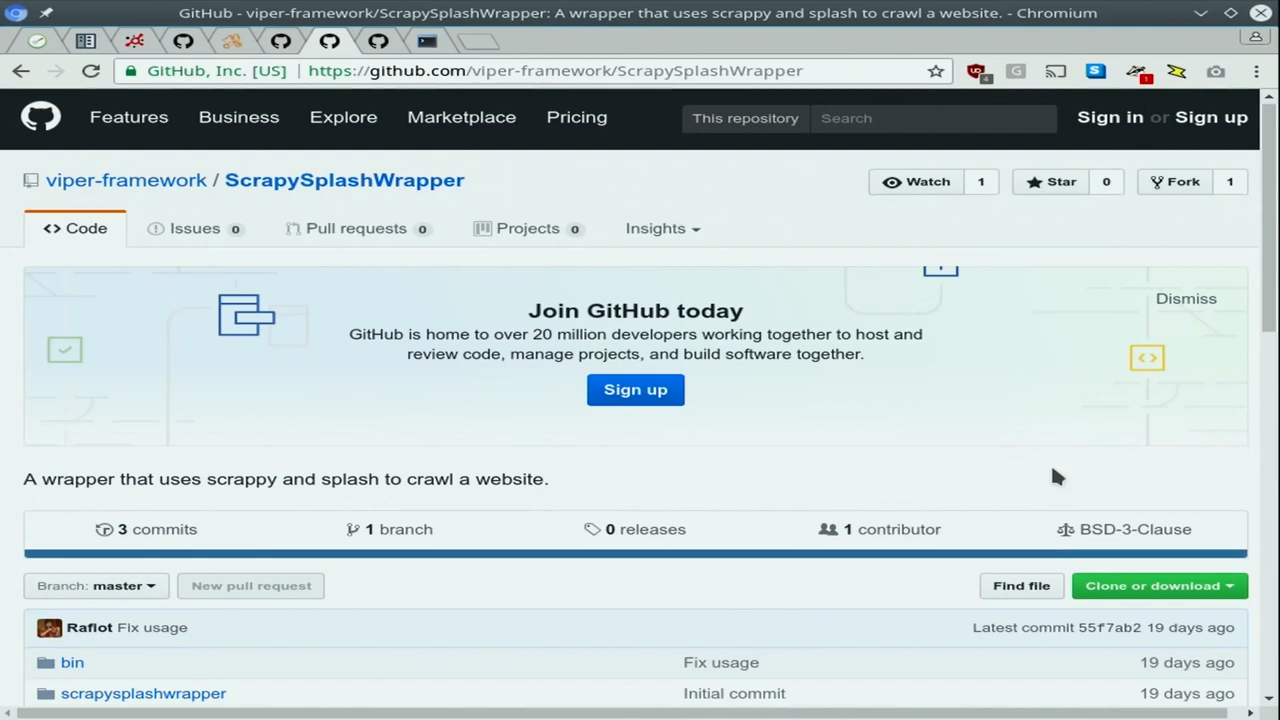 GitHub - viper-framework/ScrapySplashWrapper: A wrapper that uses scrappy and splash to crawl a website. - Chromium
GitHub, Inc. [US] | https://github.com/viper-framework/ScrapySplashWrapper
4
G
S
1
Features
Business
Explore
Marketplace
Pricing
This repository
Search
Sign in or Sign up
viper-framework / ScrapySplashWrapper
Watch 1
Star 0
Fork 1
<> Code
Issues 0
Pull requests 0
Projects 0
Insights
Join GitHub today
Dismiss
GitHub is home to over 20 million developers working together to host and
review code, manage projects, and build software together.
Sign up
A wrapper that uses scrappy and splash to crawl a website.
3 commits
1 branch
0 releases
1 contributor
BSD-3-Clause
Branch: master
New pull request
Find file
Clone or download
Rafiot Fix usage
Latest commit 55f7ab2 19 days ago
bin
Fix usage
19 days ago
scrapysplashwrapper
Initial commit
19 days ago